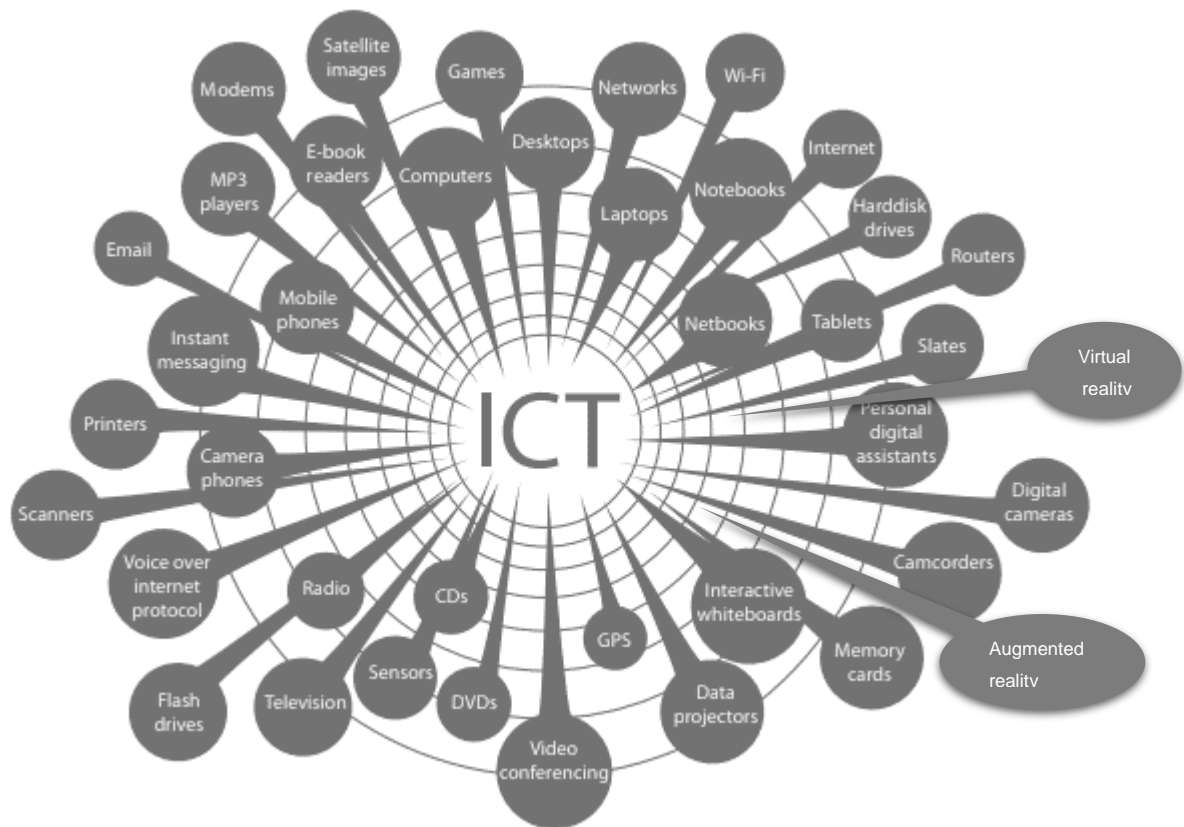 Satellite
images
Games
Wi-Fi
Modems
Networks
Desktops
Internet
E-book
readers
Computers
MP3
players
Notebooks
Laptops
Harddisk
drives
Email
Routers
Mobile
phones
Netbooks
Tablets
Instant
messaging
Slates
Virtual
reality
Printers
ICT
Personal
digital
assistants
Camera
phones
Scanners
Digital
cameras
Voice over
internet
protocol
Radio
CDs
Interactive
whiteboards
Camcorders
GPS
Sensors
Memory
cards
Augmented
reality
Flash
drives
Television
DVDs
Data
projectors
Video
conferencing